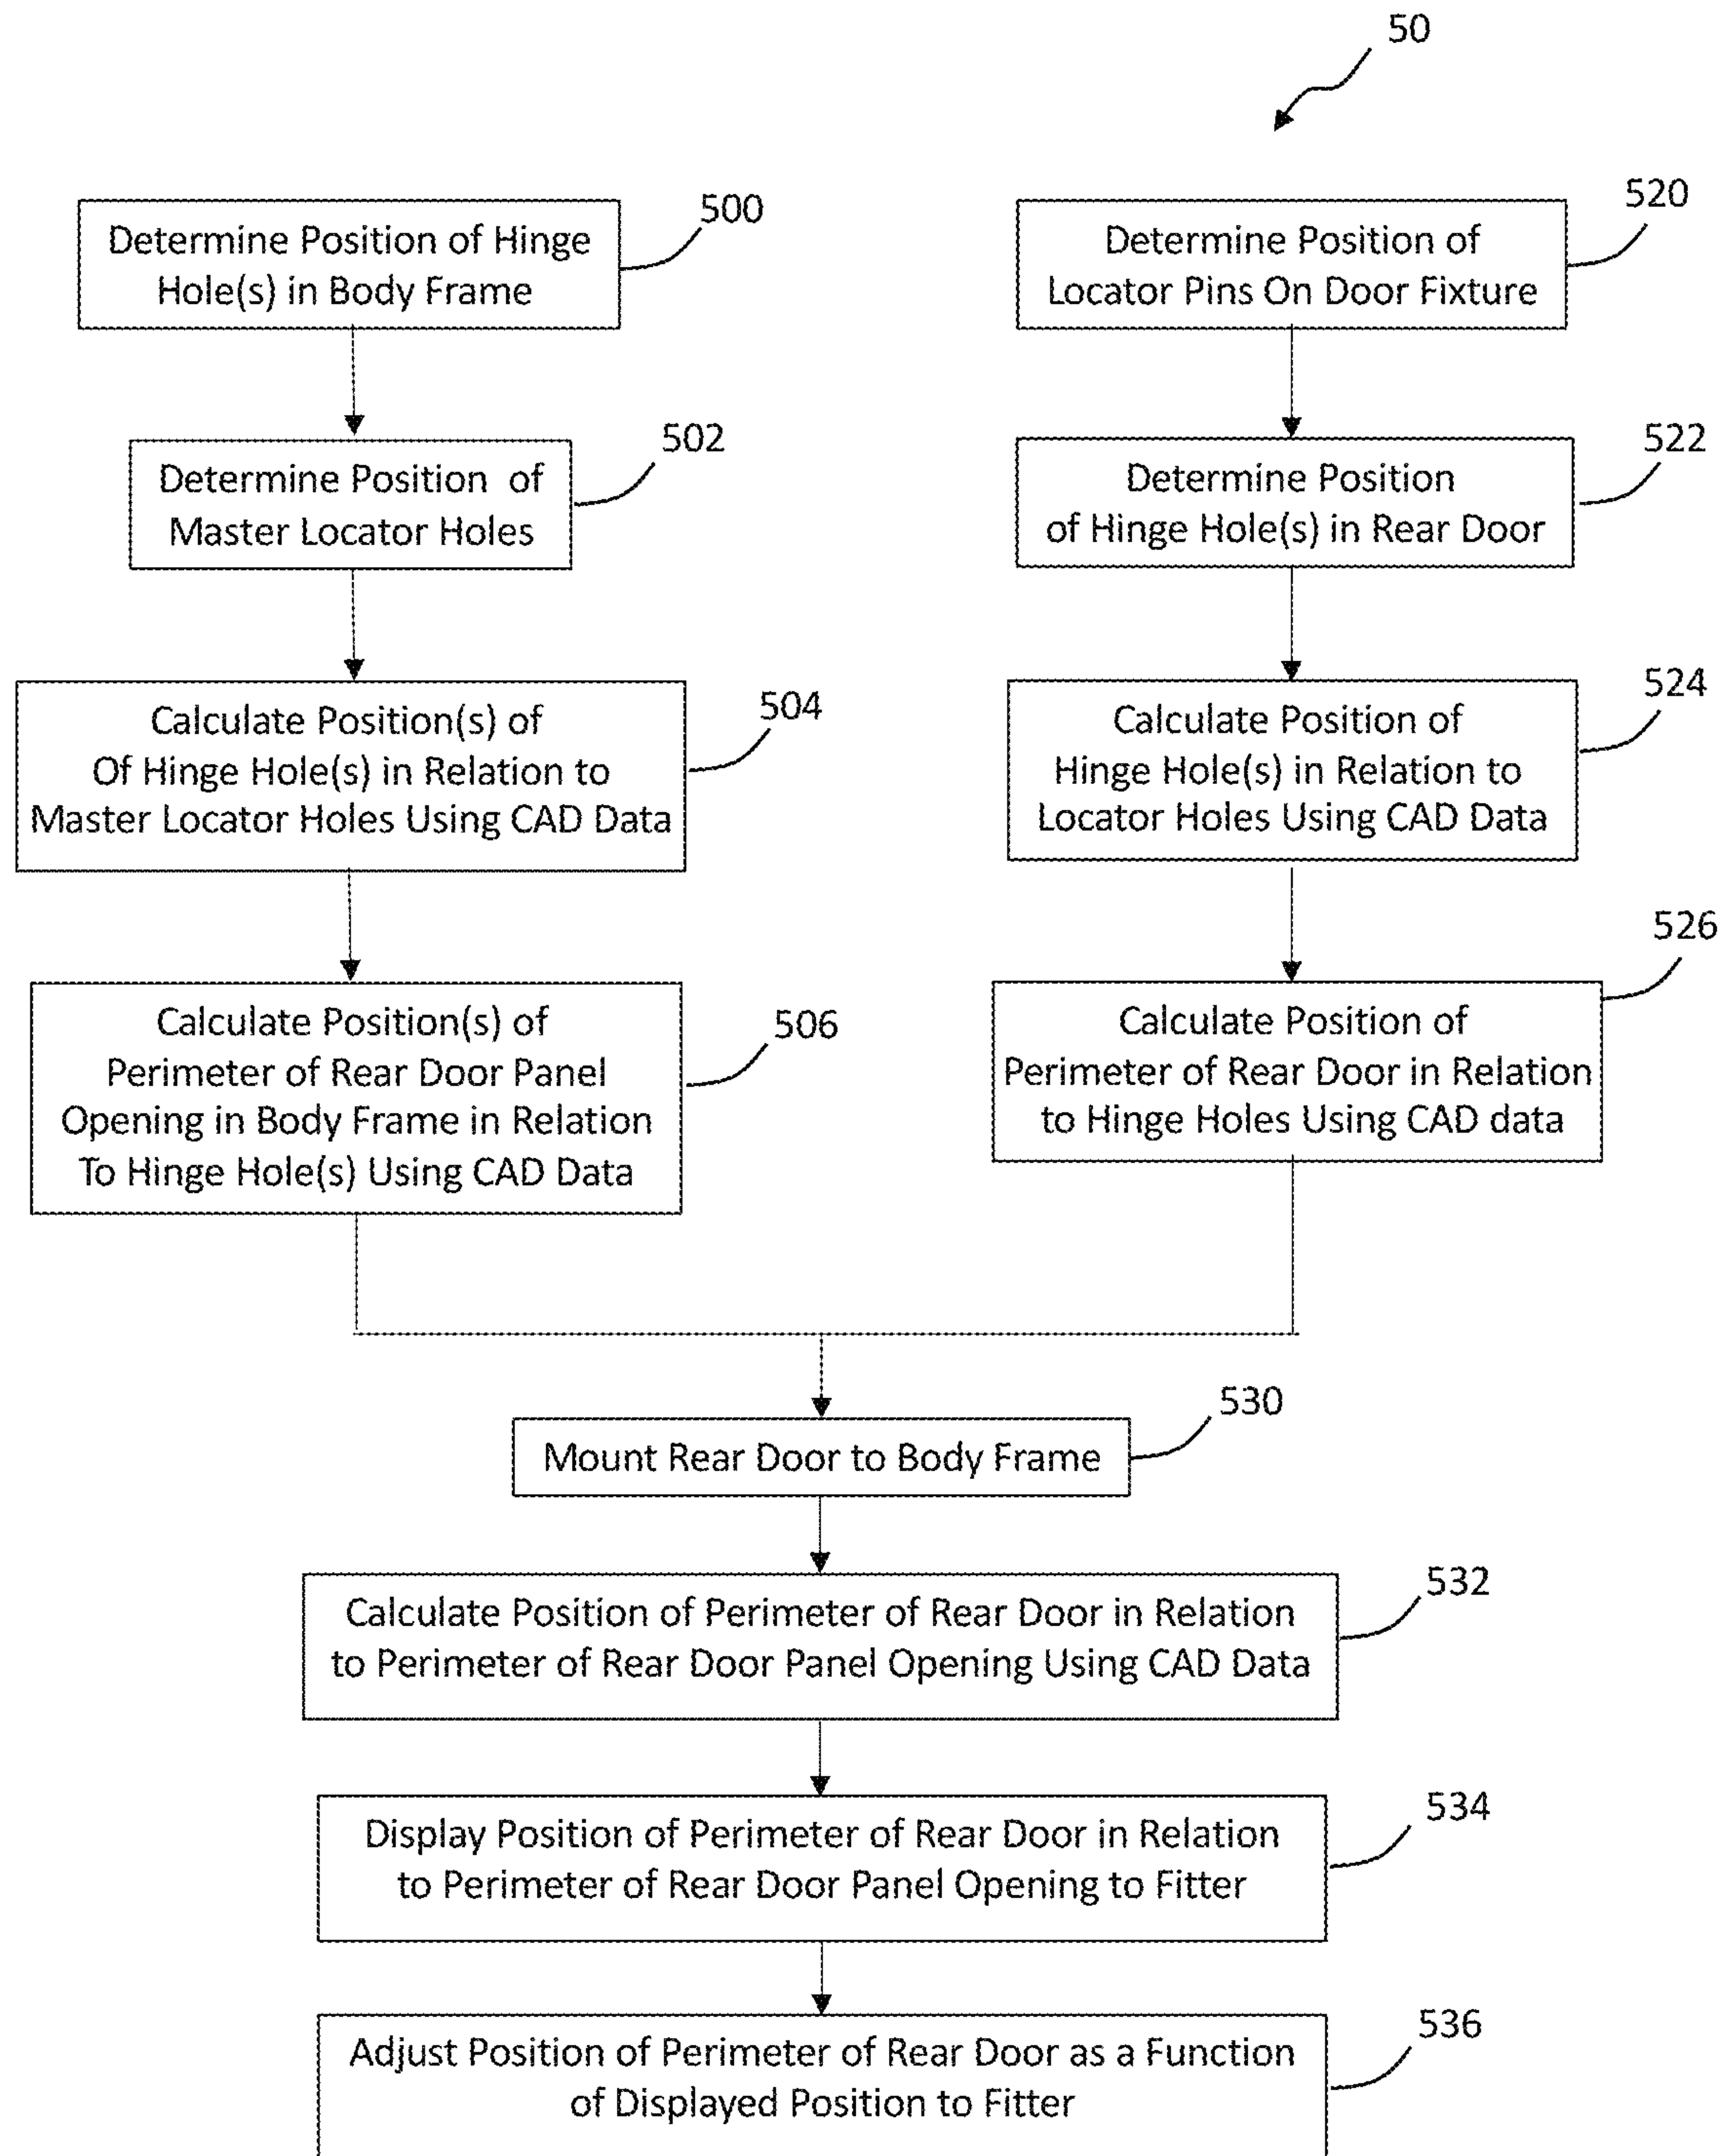 50
500
Determine Position of Hinge
Hole(s) in Body Frame
502
Determine Position of
Master Locator Holes
504
Calculate Position(s) of
Of Hinge Hole(s) in Relation to
Master Locator Holes Using CAD Data
506
Calculate Position(s) of
Perimeter of Rear Door Panel
Opening in Body Frame in Relation
To Hinge Hole(s) Using CAD Data
520
Determine Position of
Locator Pins On Door Fixture
522
Determine Position
of Hinge Hole(s) in Rear Door
524
Calculate Position of
Hinge Hole(s) in Relation to
Locator Holes Using CAD Data
526
Calculate Position of
Perimeter of Rear Door in Relation
to Hinge Holes Using CAD data
530
Mount Rear Door to Body Frame
532
Calculate Position of Perimeter of Rear Door in Relation
to Perimeter of Rear Door Panel Opening Using CAD Data
534
Display Position of Perimeter of Rear Door in Relation
to Perimeter of Rear Door Panel Opening to Fitter
536
Adjust Position of Perimeter of Rear Door as a Function
of Displayed Position to Fitter